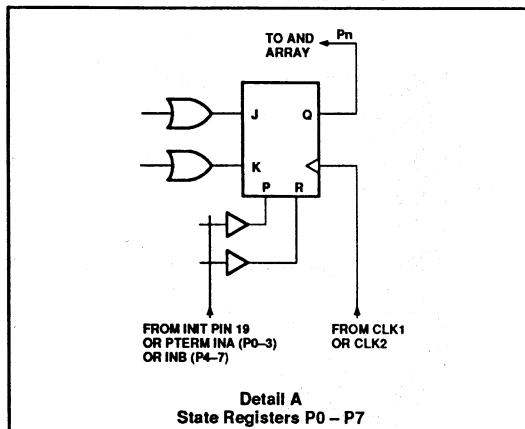 TO AND Pn
ARRAY
J Q
K
P R
FROM INIT PIN 19 FROM CLK1
OR PTERM INA (P0–3) OR CLK2
OR INB (P4–7)
Detail A
State Registers P0 – P7